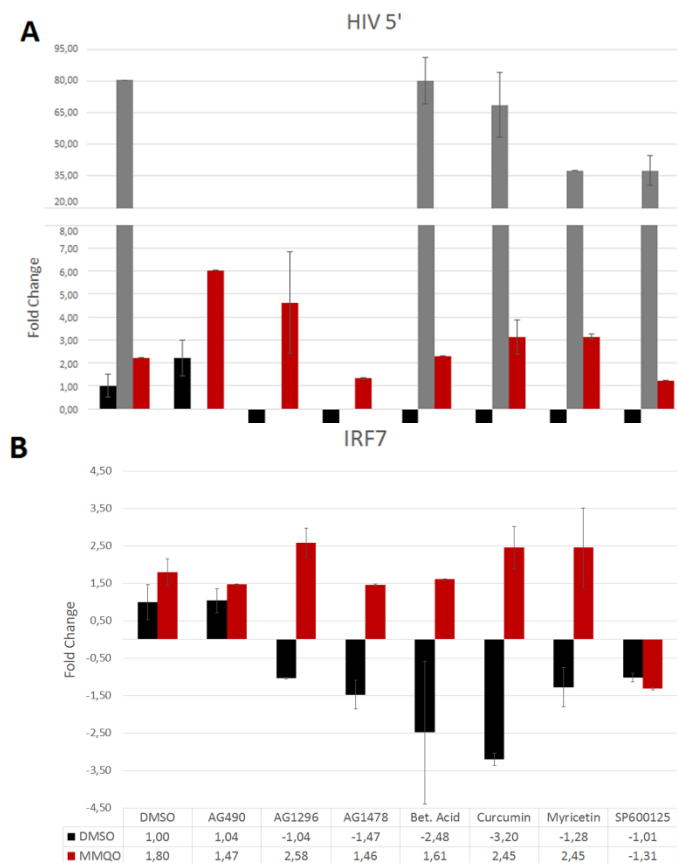 A
HIV 5'
95,00
80,00
65,00
50,00
35,00
20,00
8,00
7,00
6,00
5,00
4,00
3,00
2,00
1,00
0,00
Fold Change
B
IRF7
4,50
3,50
2,50
1,50
0,50
-0,50
-1,50
-2,50
-3,50
-4,50
Fold Change
DMSO AG490 AG1296 AG1478 Bet. Acid Curcumin Myricetin SP600125
DMSO 1,00 1,04 -1,04 -1,47 -2,48 -3,20 -1,28 -1,01
MMQO 1,80 1,47 2,58 1,46 1,61 2,45 2,45 -1,31